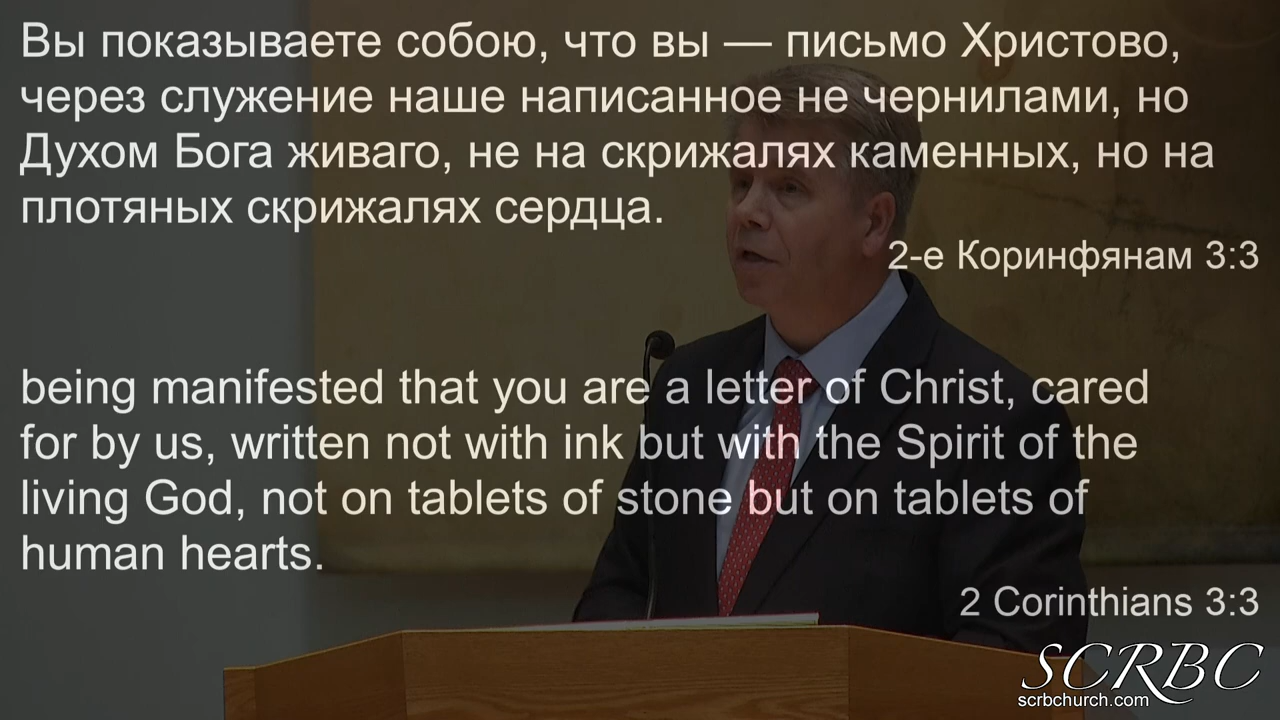 Вы показываете собою, что вы — письмо Христово,
через служение наше написанное не чернилами, но
Духом Бога живаго, не на скрижалях каменных, но на
плотяных скрижалях сердца.
2-е Коринфянам 3:3
being manifested that you are a letter of Christ, cared
for by us, written not with ink but with the Spirit of the
living God, not on tablets of stone but on tablets of
human hearts.
2 Corinthians 3:3
SCRBC
scrbchurch.com